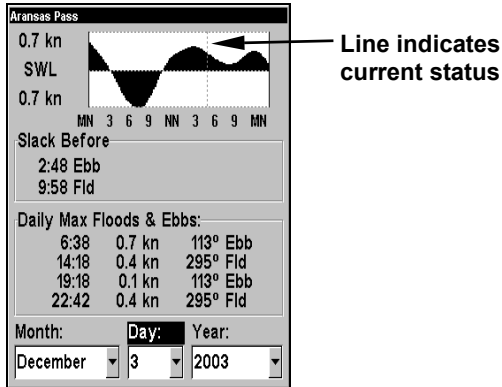 Aransas Pass
0.7 kn
SWL
0.7 kn
MN 3 6 9 NN 3 6 9 MN
Line indicates
current status
Slack Before
2:48 Ebb
9:58 Fld
Daily Max Floods & Ebbs:
6:38 0.7 kn 113º Ebb
14:18 0.4 kn 295º Fld
19:18 0.1 kn 113º Ebb
22:42 0.4 kn 295º Fld
Month: Day: Year:
December 3 2003